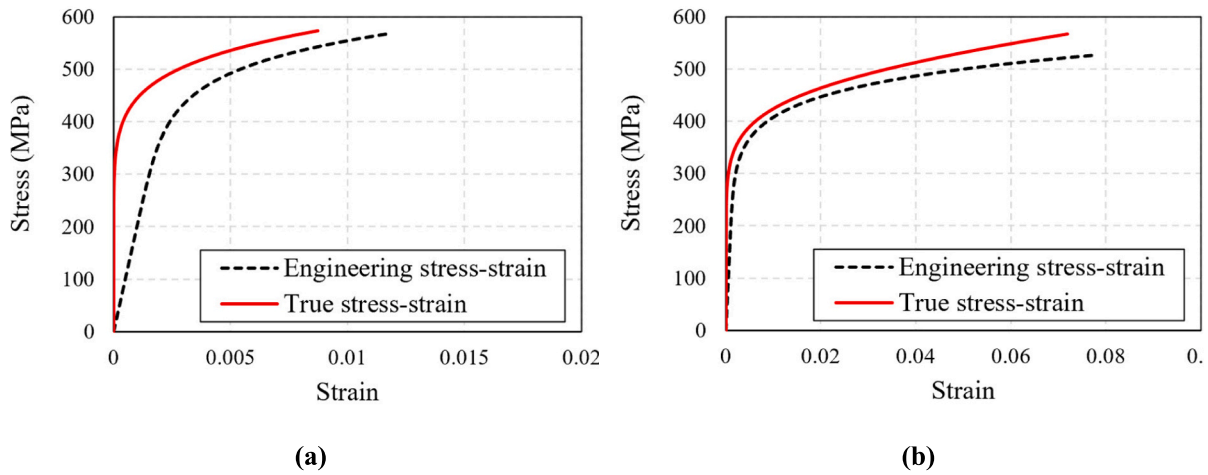 600
500
400
300
200
100
0
Stress (MPa)
Engineering stress-strain
True stress-strain
0 0.005 0.01 0.015 0.02
Strain
(a)
600
500
400
300
200
100
0
Stress (MPa)
Engineering stress-strain
True stress-strain
0 0.02 0.04 0.06 0.08 0.
Strain
(b)